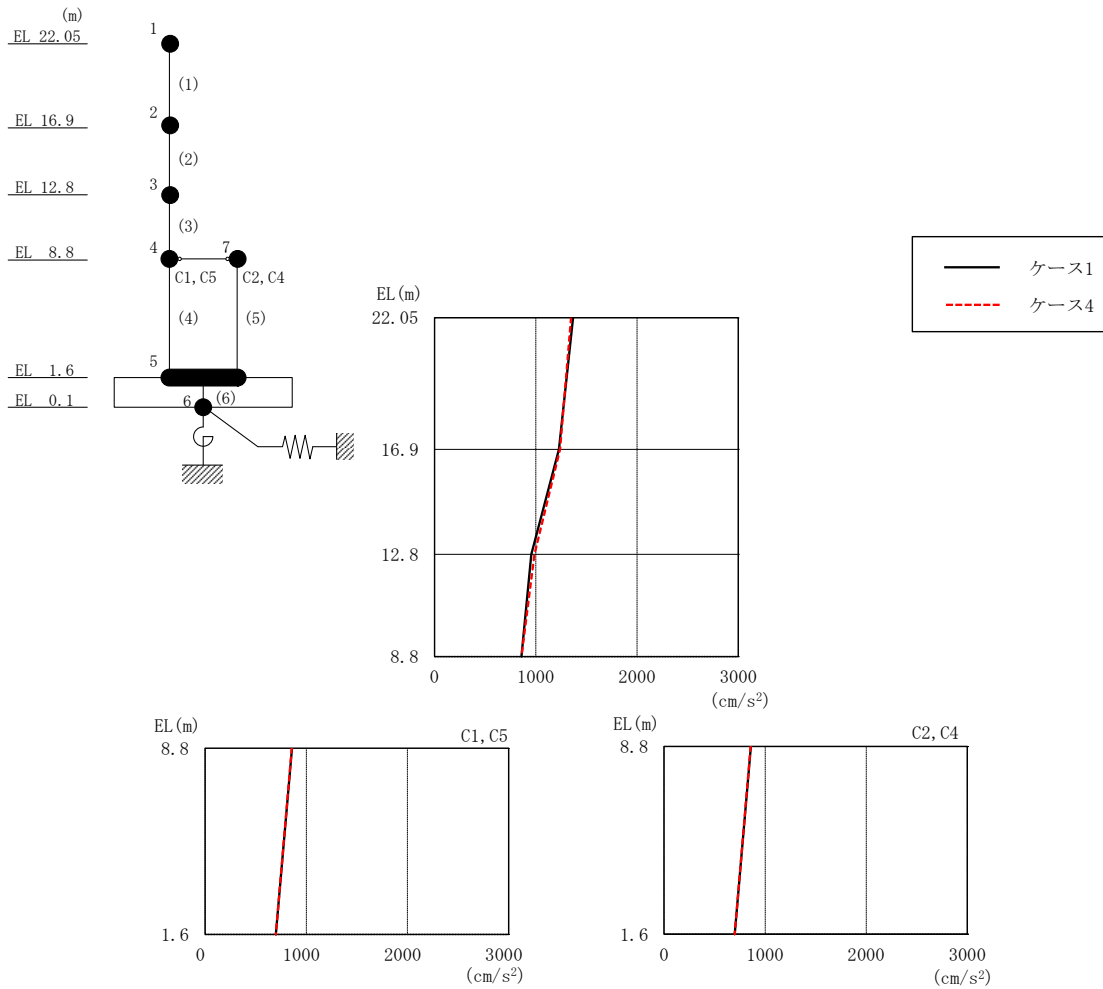 (m)
EL 22.05
EL 16.9
EL 12.8
EL 8.8
EL 1.6
EL 0.1
1
(1)
2
(2)
3
(3)
4
7
C1,C5
C2,C4
(4)
(5)
5
6
(6)
ケース1
ケース4
EL(m)
22.05
16.9
12.8
8.8
0
1000
2000
3000
(cm/s²)
EL(m)
C1,C5
8.8
1.6
0
1000
2000
3000
(cm/s²)
EL(m)
C2,C4
8.8
1.6
0
1000
2000
3000
(cm/s²)